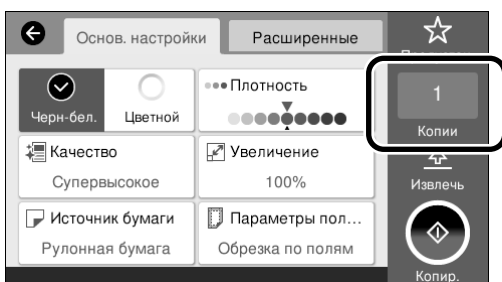 Основ. настройки
Расширенные
Черн-бел.
Цветной
Плотность
Качество
Супервысокое
Увеличение
100%
Источник бумаги
Рулонная бумага
Параметры пол...
Обрезка по полям
1
Копии
Извлечь
Копир.